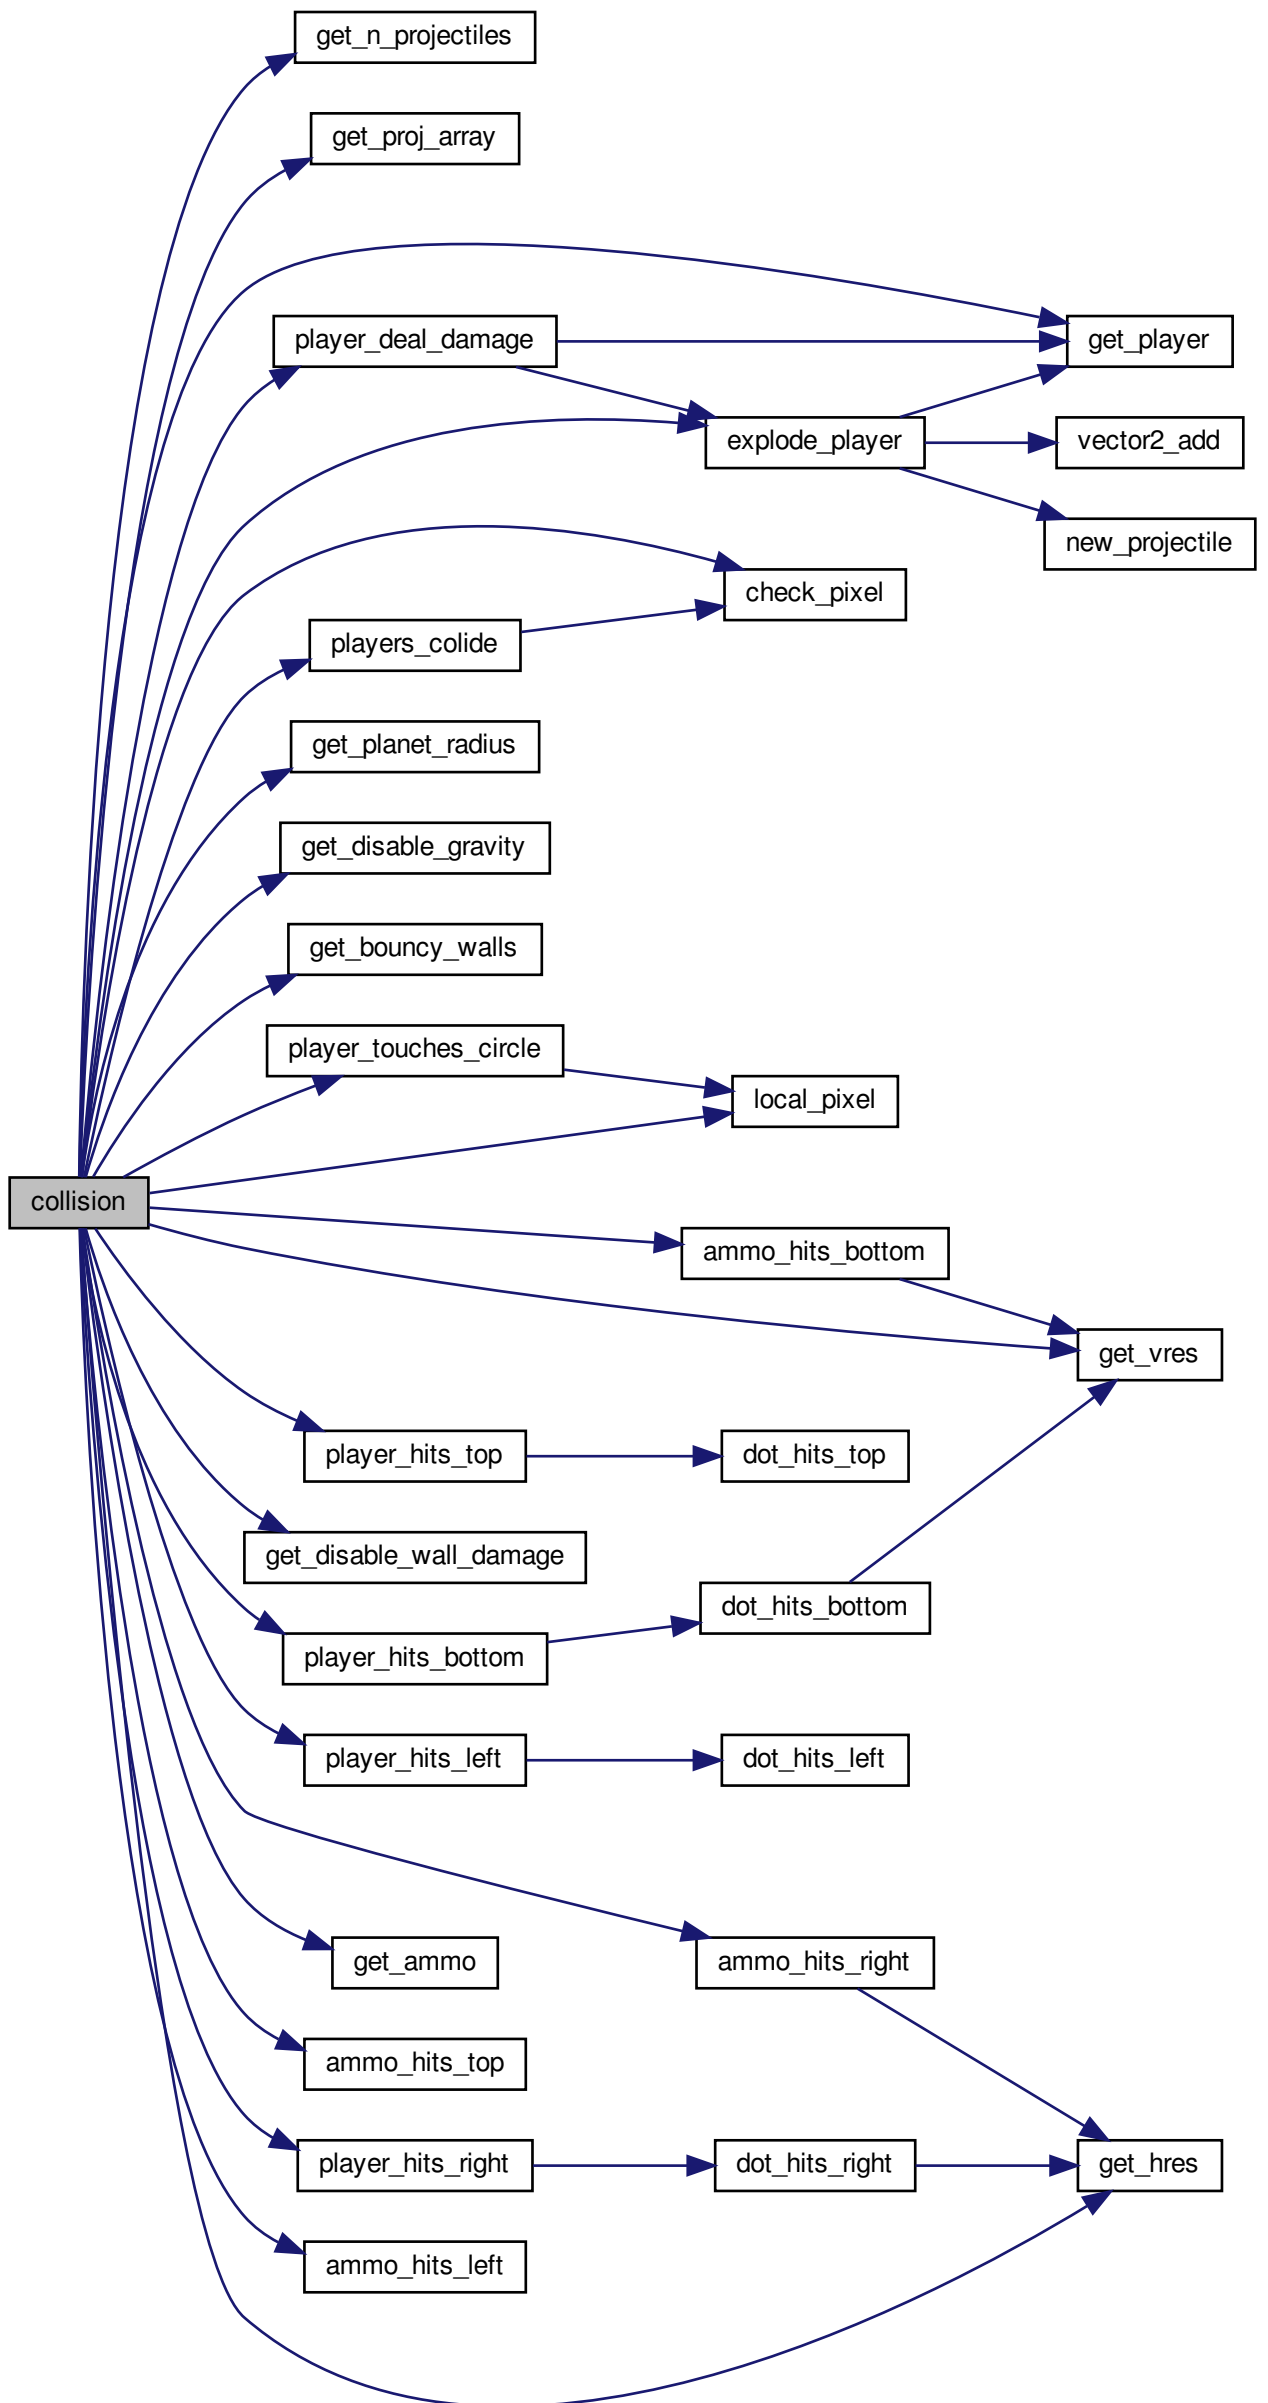 get_n_projectiles
get_proj_array
player_deal_damage
get_player
explode_player
vector2_add
new_projectile
check_pixel
players_colide
get_planet_radius
get_disable_gravity
get_bouncy_walls
player_touches_circle
local_pixel
collision
ammo_hits_bottom
get_vres
player_hits_top
dot_hits_top
get_disable_wall_damage
dot_hits_bottom
player_hits_bottom
player_hits_left
dot_hits_left
get_ammo
ammo_hits_right
ammo_hits_top
player_hits_right
dot_hits_right
get_hres
ammo_hits_left